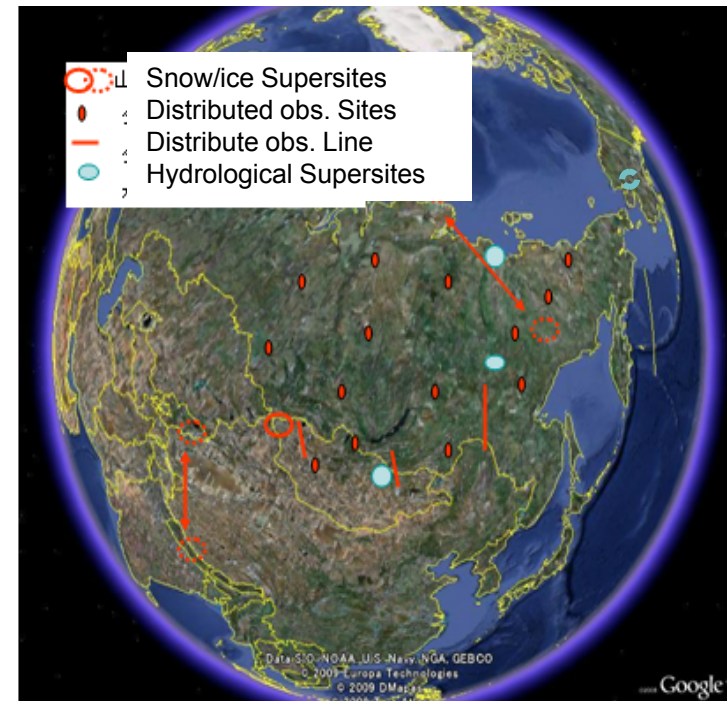 山
Snow/ice Supersites
Distributed obs. Sites
Distribute obs. Line
Hydrological Supersites
Data SIO, NOAA, U.S. Navy, NGA, GEBCO
© 2009 Europa Technologies
© 2009 DMapas
Google